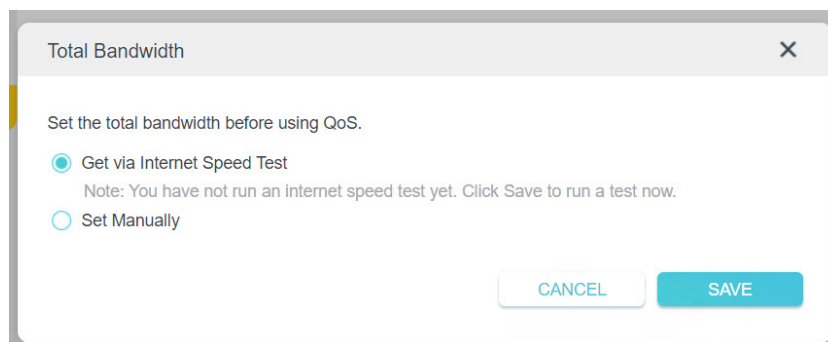 Total Bandwidth
Set the total bandwidth before using QoS.
Get via Internet Speed Test
Note: You have not run an internet speed test yet. Click Save to run a test now.
Set Manually
CANCEL SAVE